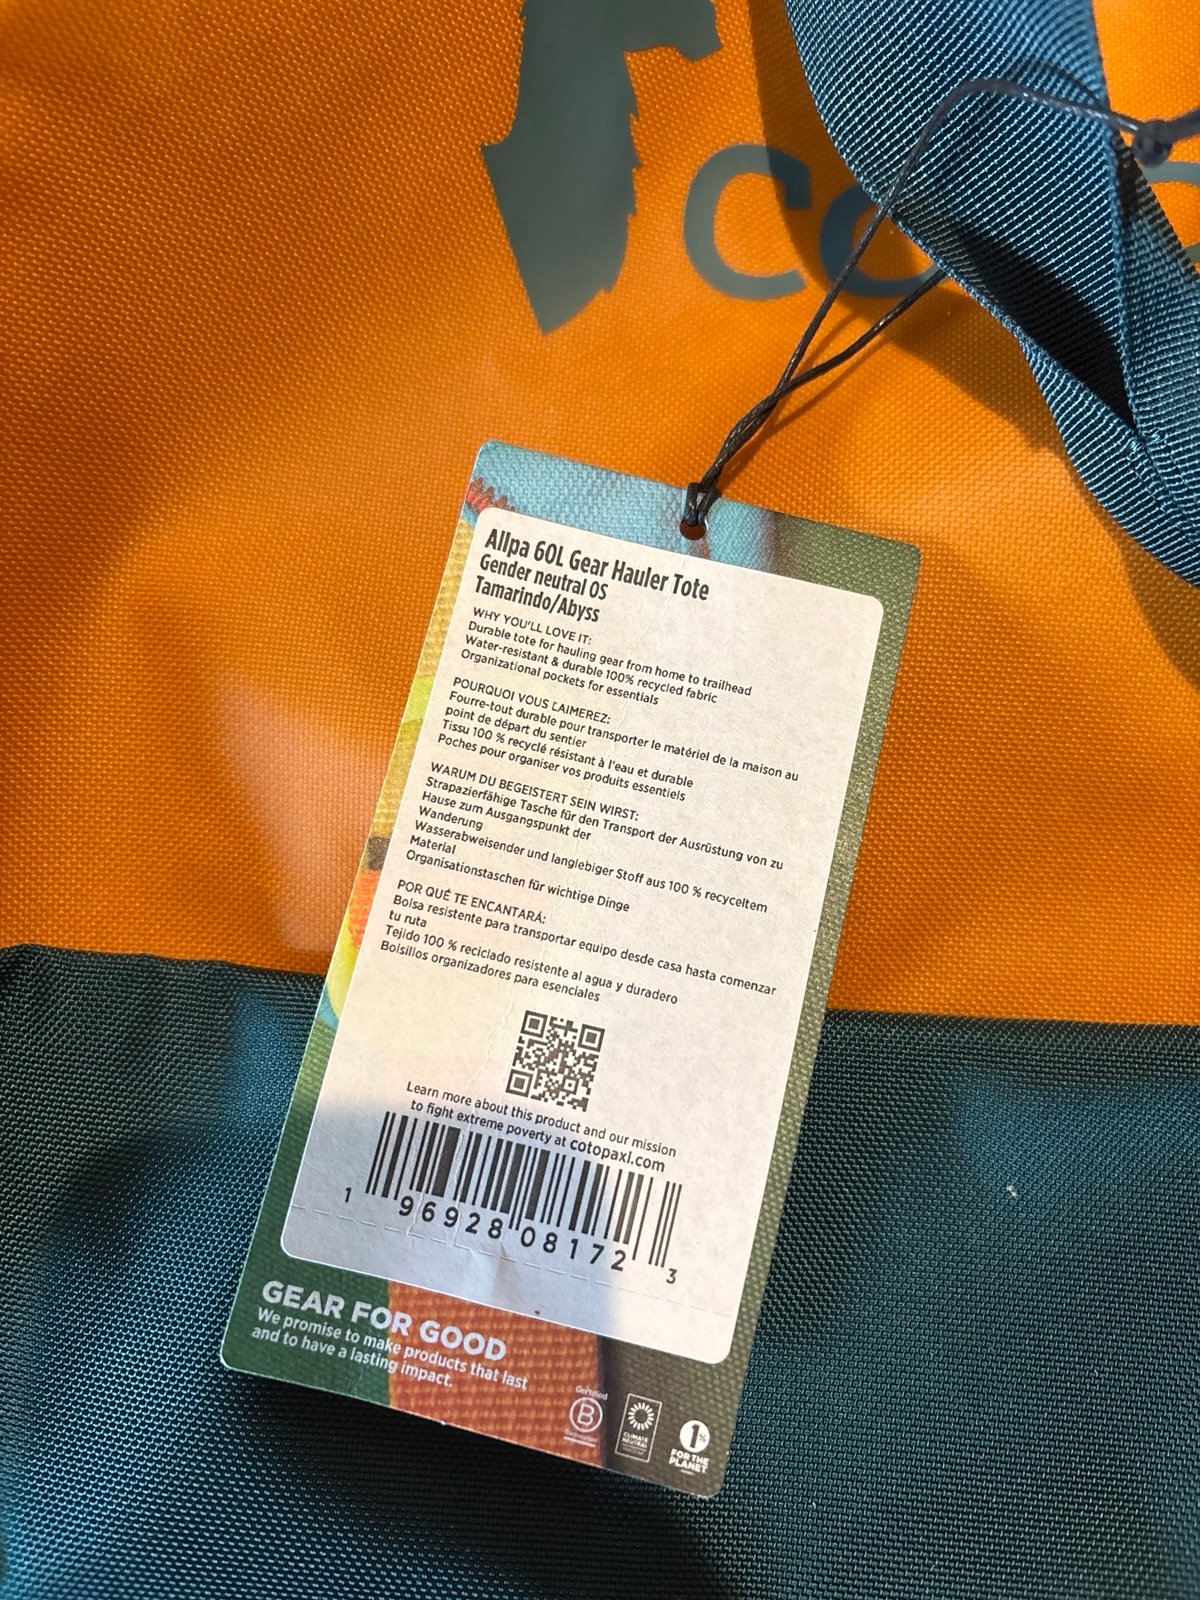 CO
Allpa 60L Gear Hauler Tote
Gender neutral OS
Tamarindo/Abyss
WHY YOU'LL LOVE IT:
Durable tote for hauling gear from home to trailhead
Water-resistant & durable 100% recycled fabric
Organizational pockets for essentials
POURQUOI VOUS L'AIMEREZ:
Fourre-tout durable pour transporter le matériel de la maison au
point de départ du sentier
Tissu 100 % recyclé résistant à l'eau et durable
Poches pour organiser vos produits essentiels
WARUM DU BEGEISTERT SEIN WIRST:
Strapazierfähige Tasche für den Transport der Ausrüstung von zu
Hause zum Ausgangspunkt der
Wanderung
Wasserabweisender und langlebiger Stoff aus 100 % recyceltem
Material
Organisationstaschen für wichtige Dinge
POR QUÉ TE ENCANTARÁ:
Bolsa resistente para transportar equipo desde casa hasta comenzar
tu ruta
Tejido 100 % reciclado resistente al agua y duradero
Bolsillos organizadores para esenciales
Learn more about this product and our mission
to fight extreme poverty at cotopaxi.com
1 96928 08172 3
GEAR FOR GOOD
We promise to make products that last
and to have a lasting impact.
Certified
B
Corporation
CLIMATE
NEUTRAL
1%
FOR THE
PLANET